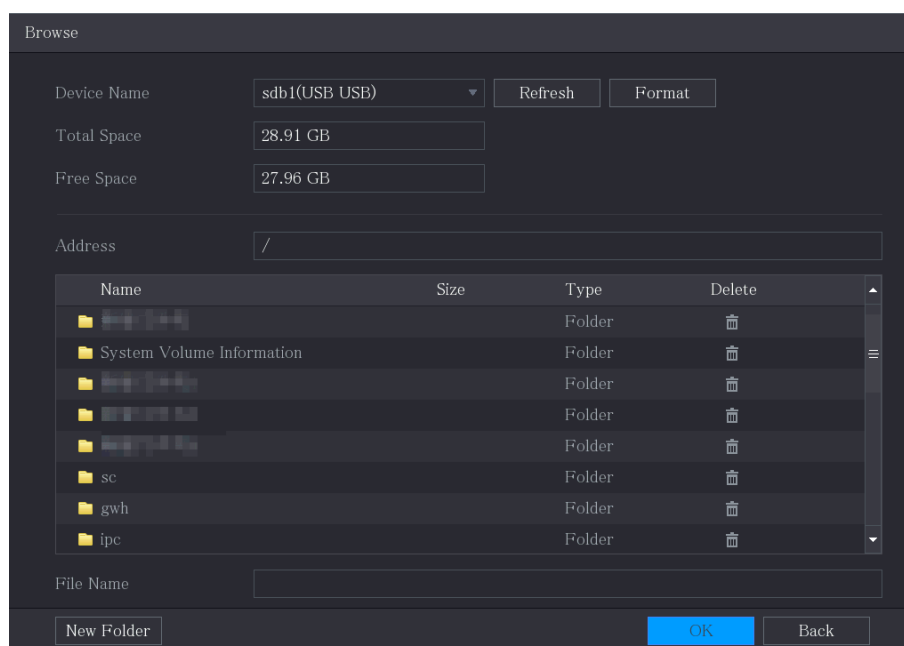 Browse
Device Name sdb1(USB USB) Refresh Format
Total Space 28.91 GB
Free Space 27.96 GB
Address /
Name Size Type Delete
Folder
System Volume Information Folder
Folder
Folder
Folder
sc Folder
gwh Folder
ipc Folder
File Name
New Folder OK Back